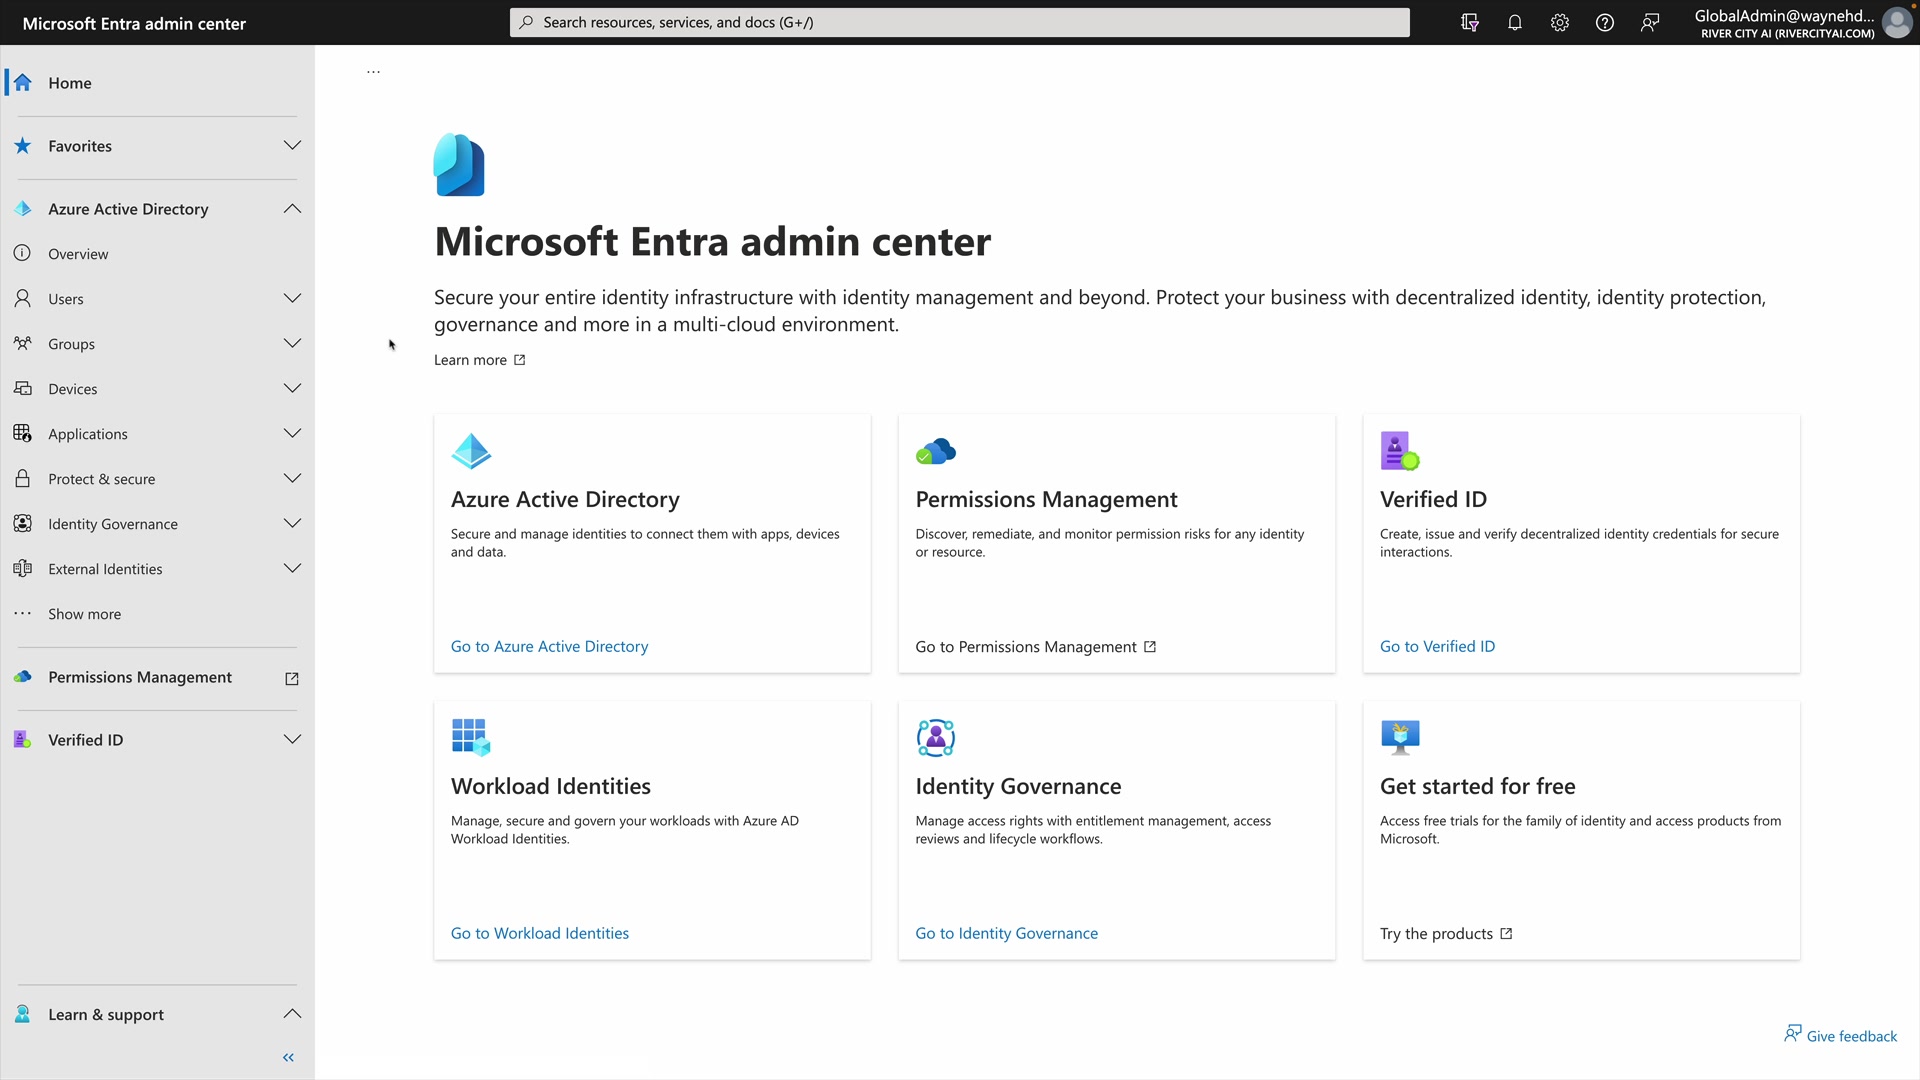 Microsoft Entra admin center
Search resources, services, and docs (G+/)
GlobalAdmin@waynehd...
RIVER CITY AI (RIVERCITYAI.COM)
Home
Favorites
Azure Active Directory
Overview
Users
Groups
Devices
Applications
Protect & secure
Identity Governance
External Identities
Show more
Permissions Management
Verified ID
Learn & support
Microsoft Entra admin center
Secure your entire identity infrastructure with identity management and beyond. Protect your business with decentralized identity, identity protection,
governance and more in a multi-cloud environment.
Learn more
Azure Active Directory
Secure and manage identities to connect them with apps, devices
and data.
Go to Azure Active Directory
Permissions Management
Discover, remediate, and monitor permission risks for any identity
or resource.
Go to Permissions Management
Verified ID
Create, issue and verify decentralized identity credentials for secure
interactions.
Go to Verified ID
Workload Identities
Manage, secure and govern your workloads with Azure AD
Workload Identities.
Go to Workload Identities
Identity Governance
Manage access rights with entitlement management, access
reviews and lifecycle workflows.
Go to Identity Governance
Get started for free
Access free trials for the family of identity and access products from
Microsoft.
Try the products
Give feedback